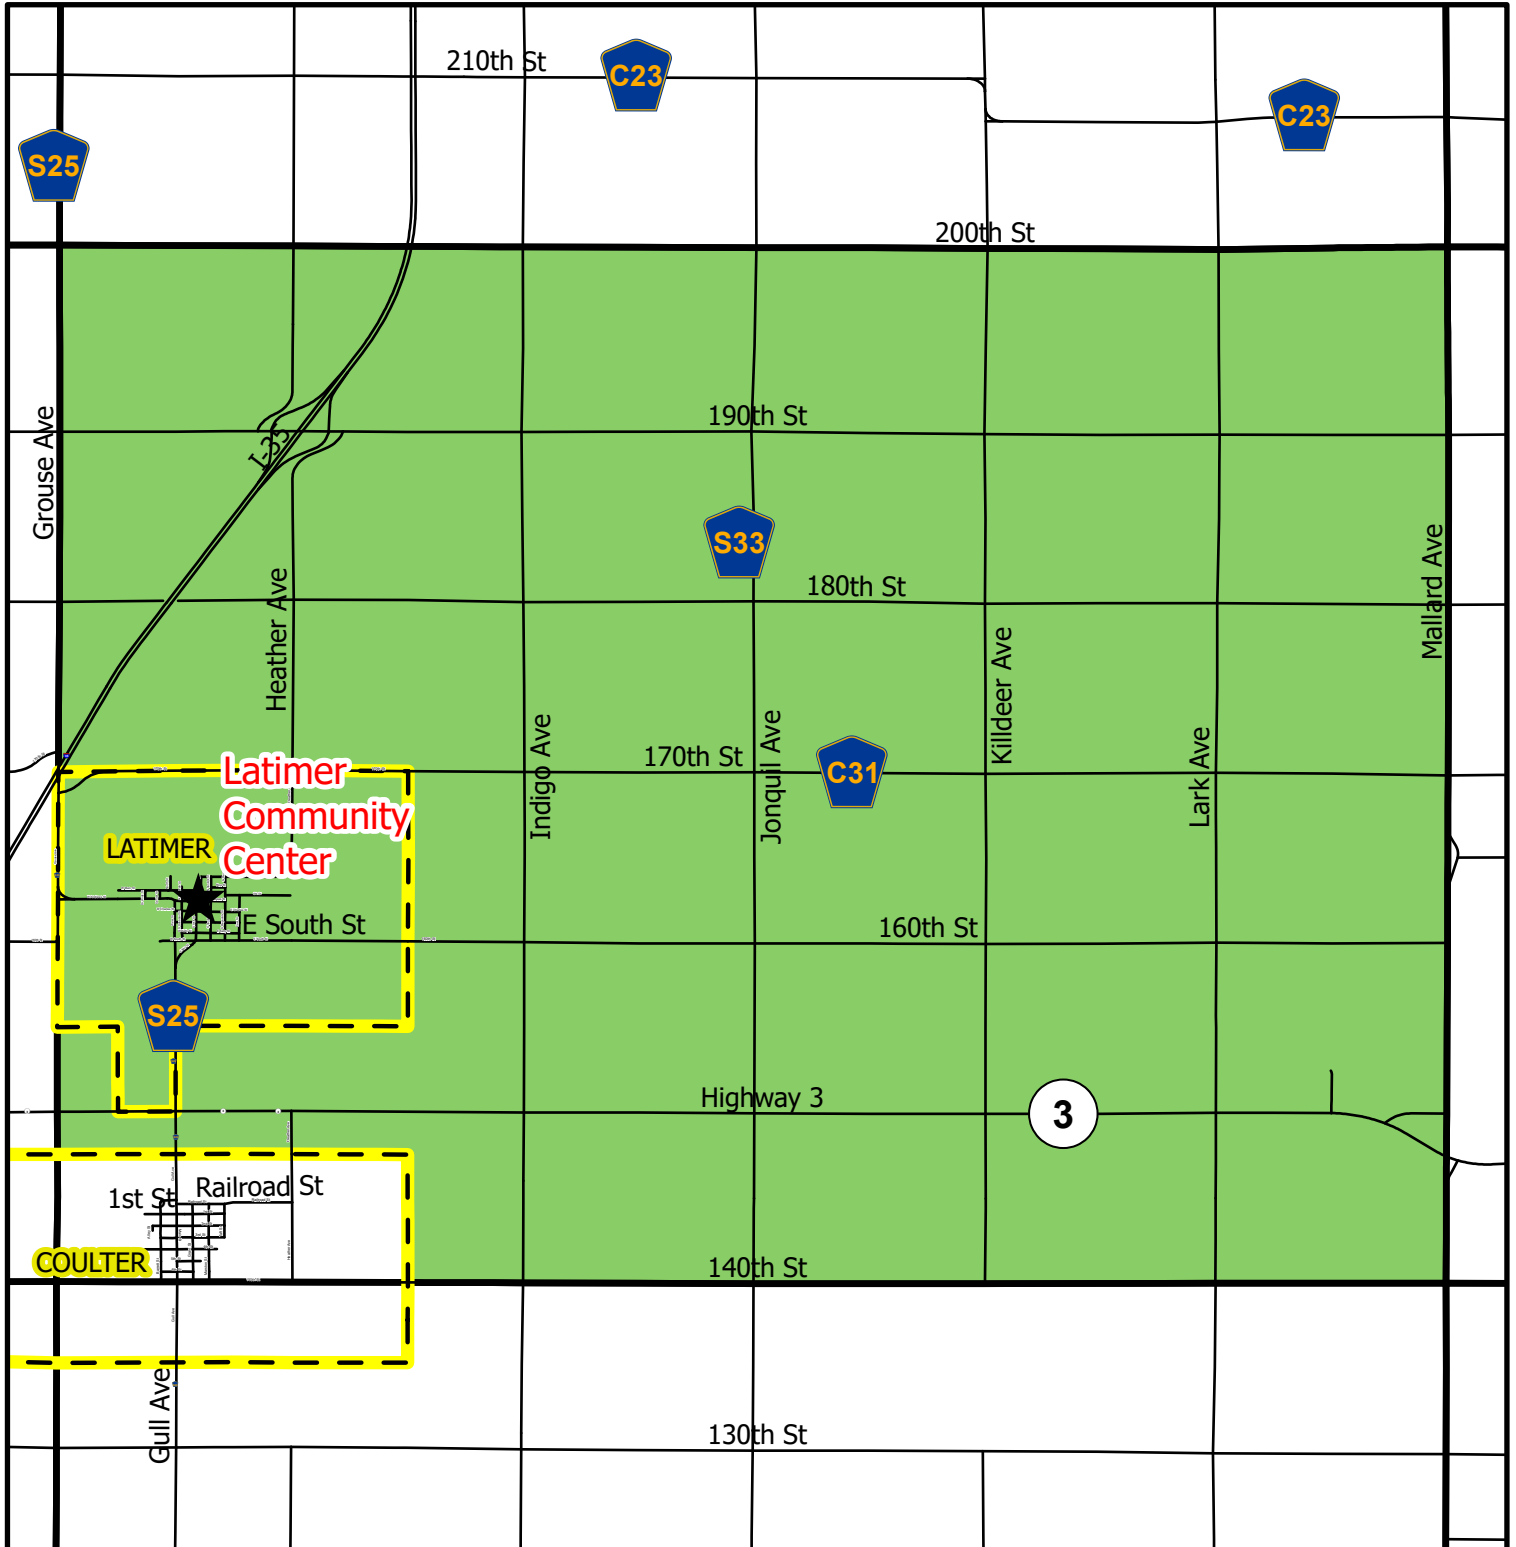 210th St
C23
C23
S25
200th St
190th St
I-35
Grouse Ave
S33
Mallard Ave
180th St
Heather Ave
Killdeer Ave
Indigo Ave
Jonquil Ave
Lark Ave
170th St
C31
Latimer
Community
Center
LATIMER
E South St
160th St
S25
Highway 3
3
Railroad St
1st St
COULTER
140th St
Gull Ave
130th St